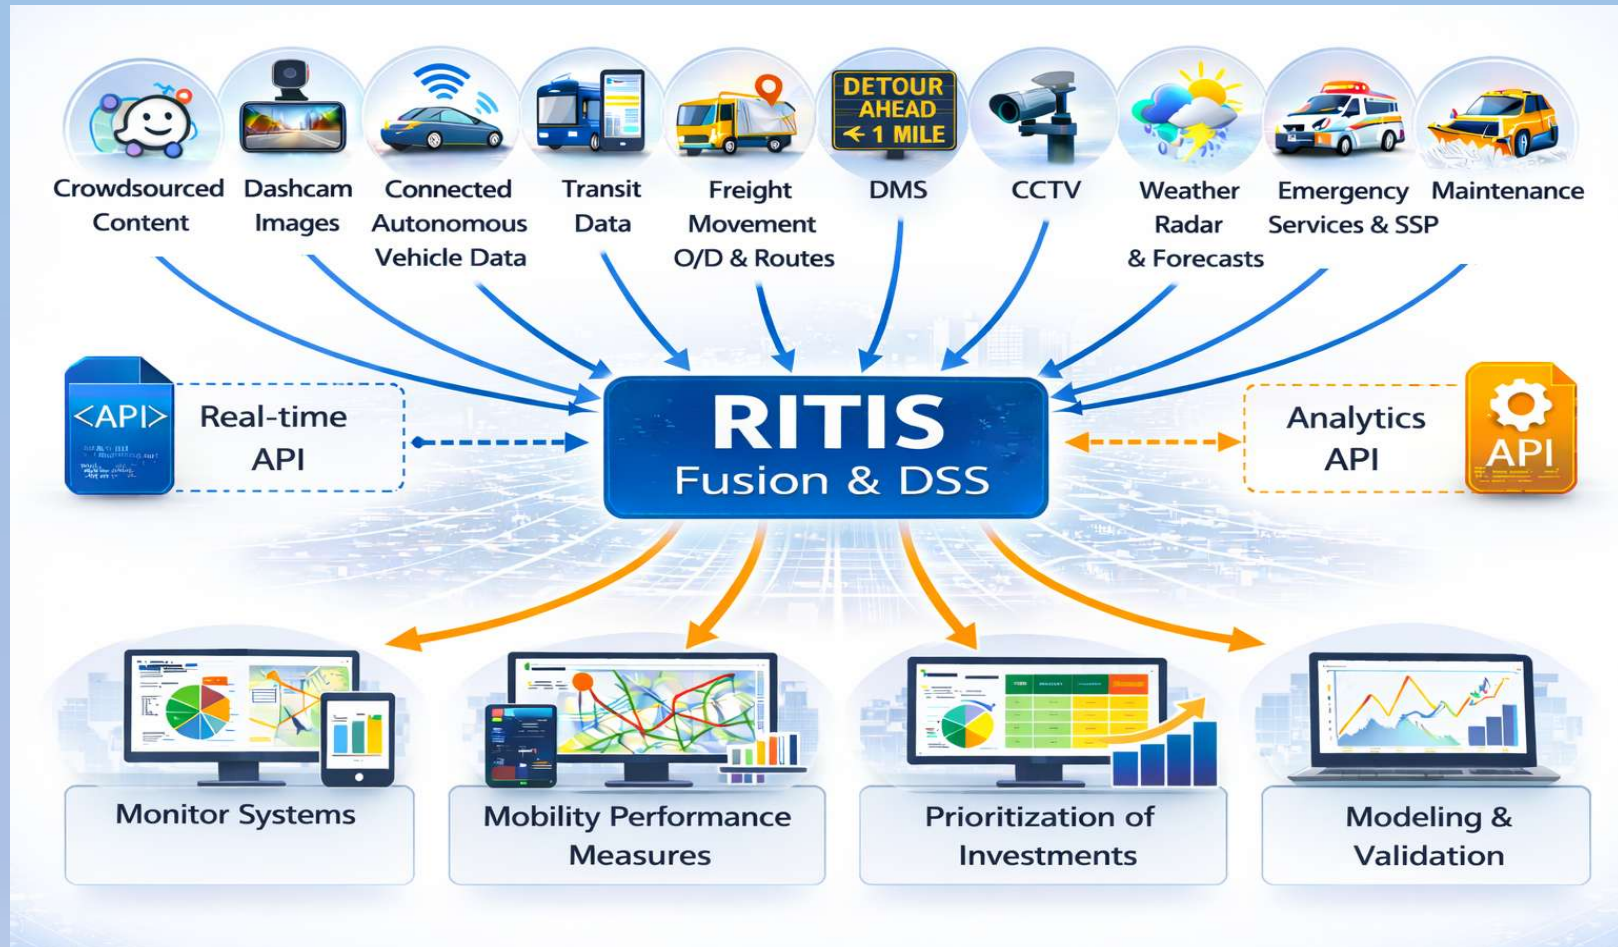 DETOUR
AHEAD
← 1 MILE
Crowdsourced
Content
Dashcam
Images
Connected
Autonomous
Vehicle Data
Transit
Data
Freight
Movement
O/D & Routes
DMS
CCTV
Weather
Radar
& Forecasts
Emergency
Services & SSP
Maintenance
<API>
Real-time
API
RITIS
Fusion & DSS
Analytics
API
API
Monitor Systems
Mobility Performance
Measures
Prioritization of
Investments
Modeling &
Validation